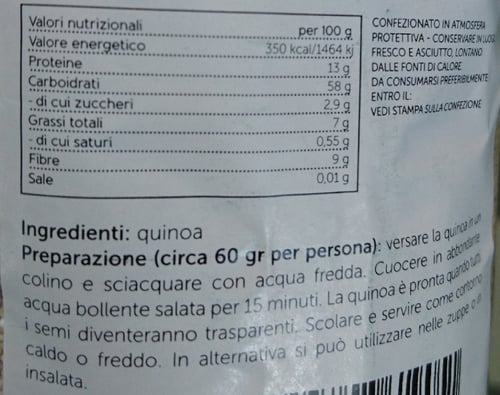 Valori nutrizionali per 100 g
Valore energetico 350 kcal/1464 kj
Proteine 13 g
Carboidrati 58 g
- di cui zuccheri 2,9 g
Grassi totali 7 g
- di cui saturi 0,55 g
Fibre 9 g
Sale 0,01 g
CONFEZIONATO IN ATMOSFERA
PROTETTIVA - CONSERVARE IN LUOGO
FRESCO E ASCIUTTO, LONTANO
DALLE FONTI DI CALORE
DA CONSUMARSI PREFERIBILMENTE
ENTRO IL:
VEDI STAMPA SULLA CONFEZIONE
Ingredienti: quinoa
Preparazione (circa 60 gr per persona): versare la quinoa in un
colino e sciacquare con acqua fredda. Cuocere in abbondante
acqua bollente salata per 15 minuti. La quinoa è pronta quando tutti
i semi diventeranno trasparenti. Scolare e servire come contorno
caldo o freddo. In alternativa si può utilizzare nelle zuppe o in
insalata.